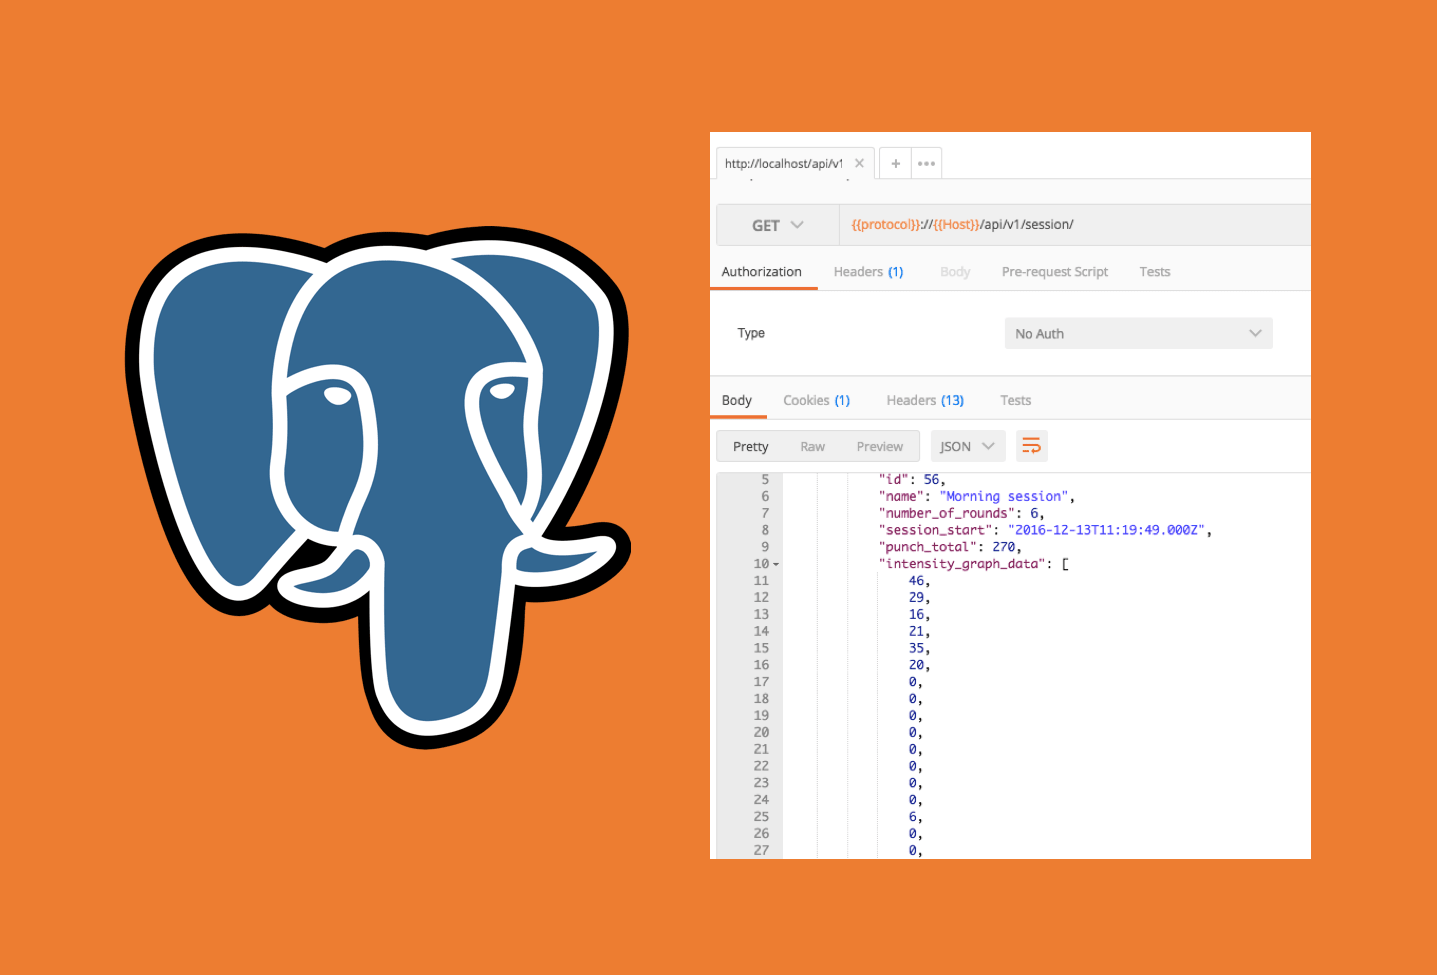 http://localhost/api/v1
GET {{protocol}}://{{Host}}/api/v1/session/
Authorization Headers (1) Body Pre-request Script Tests
Type No Auth
Body Cookies (1) Headers (13) Tests
Pretty Raw Preview JSON
5 "id": 56,
6 "name": "Morning session",
7 "number_of_rounds": 6,
8 "session_start": "2016-12-13T11:19:49.000Z",
9 "punch_total": 270,
10 "intensity_graph_data": [
11 46,
12 29,
13 16,
14 21,
15 35,
16 20,
17 0,
18 0,
19 0,
20 0,
21 0,
22 0,
23 0,
24 0,
25 6,
26 0,
27 0,